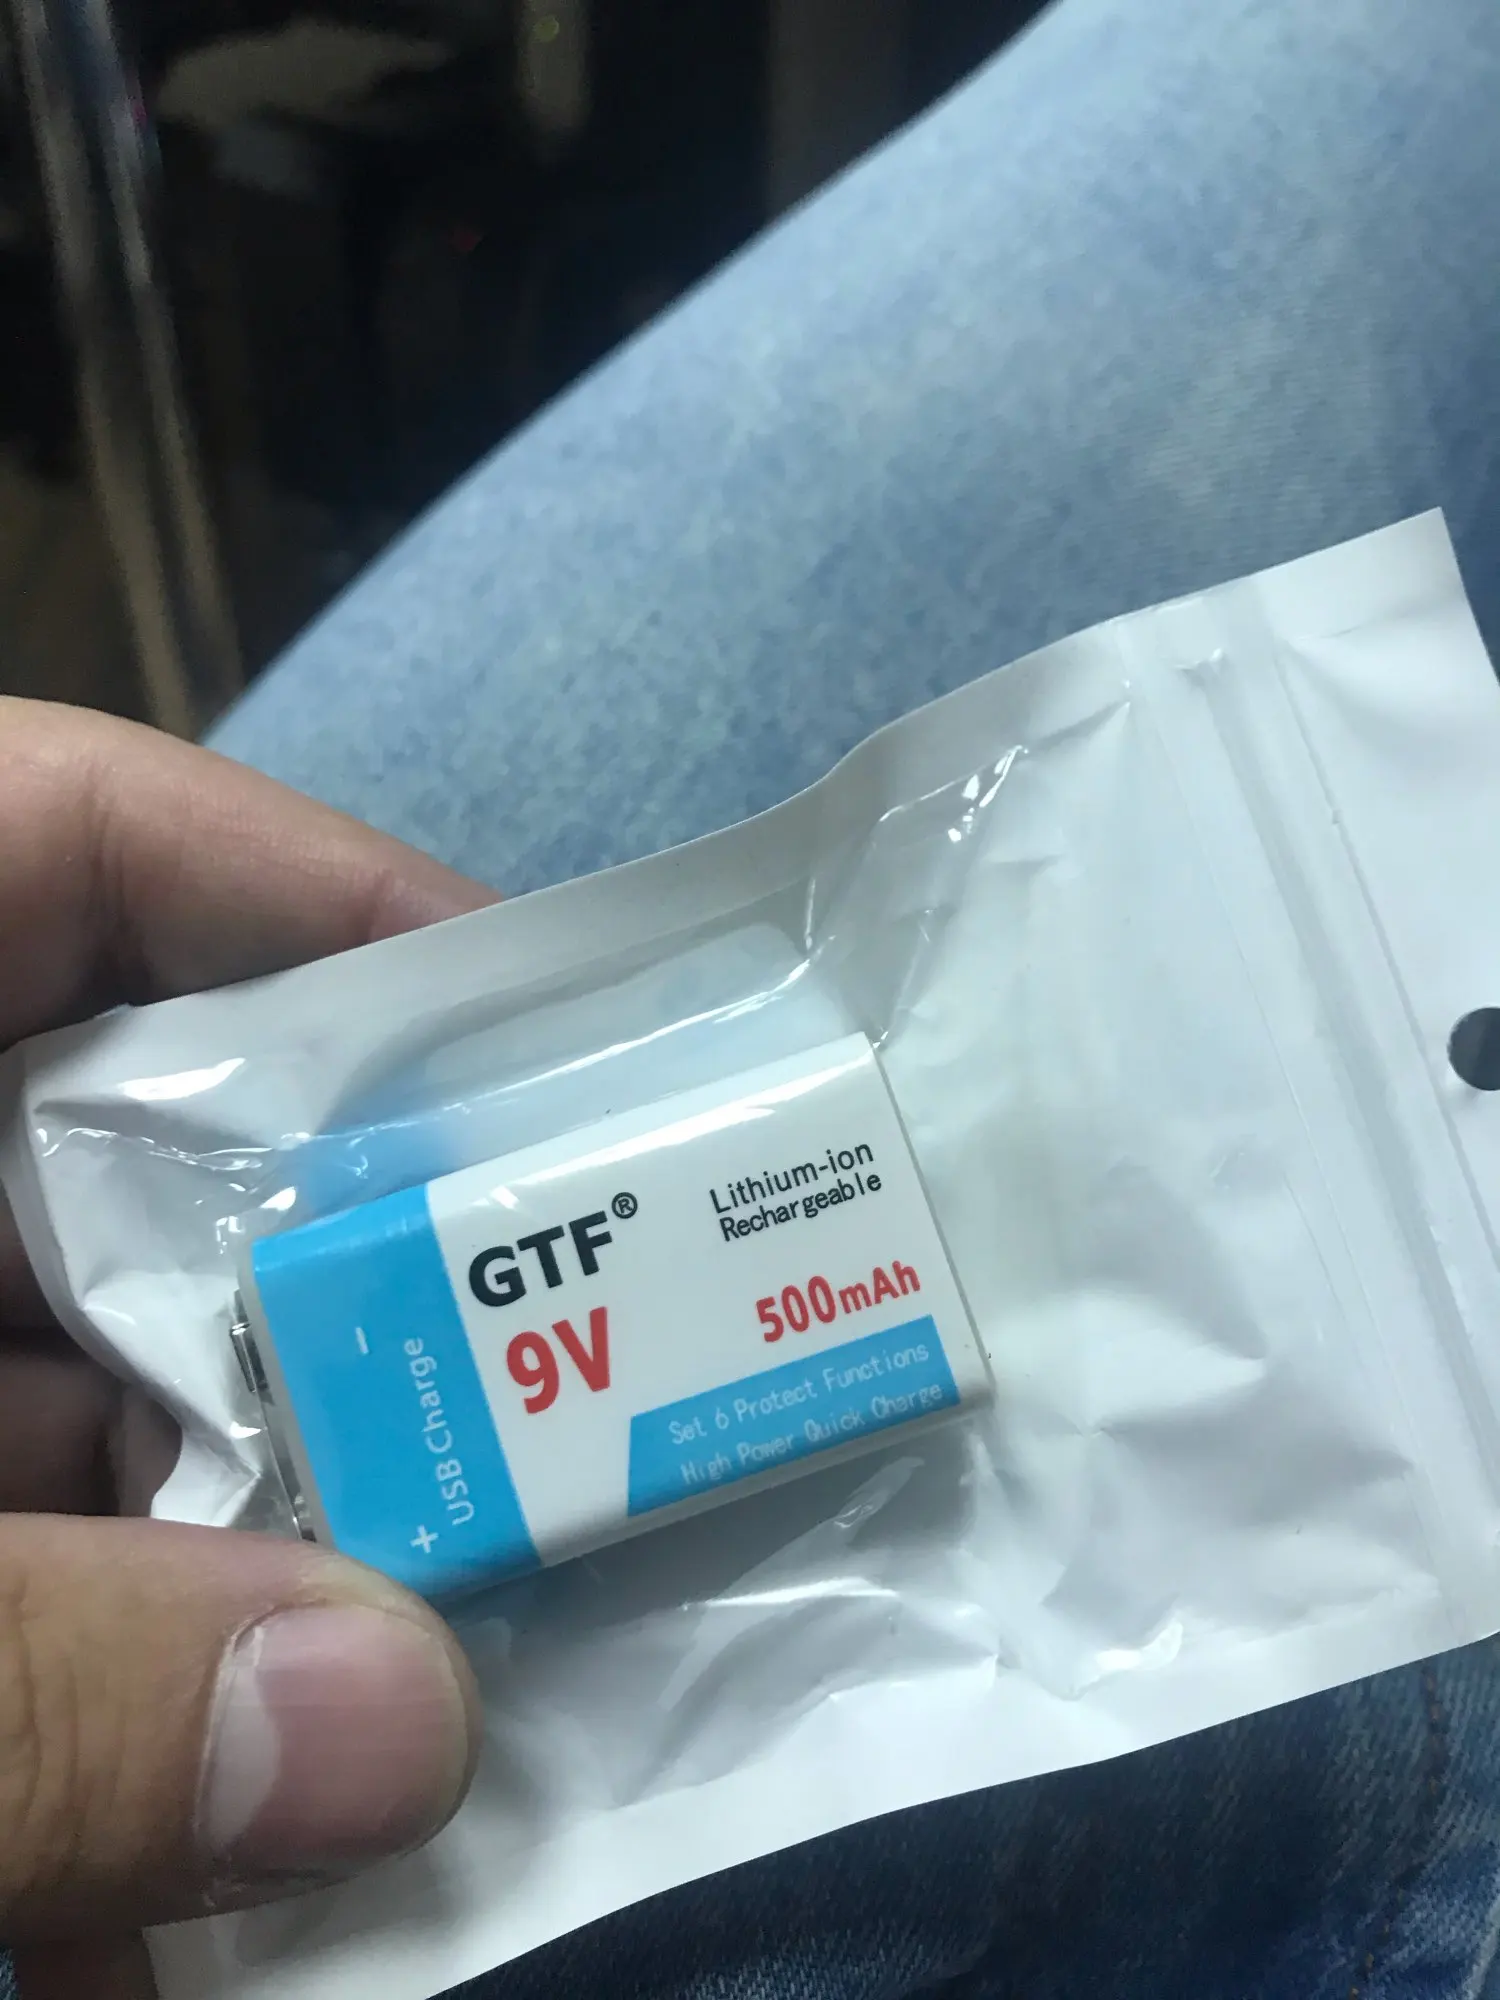 GTF®
9V
Lithium-ion
Rechargeable
500mAh
Set 6 Protect Functions
High Power Quick Charge
－
+
USB Charge